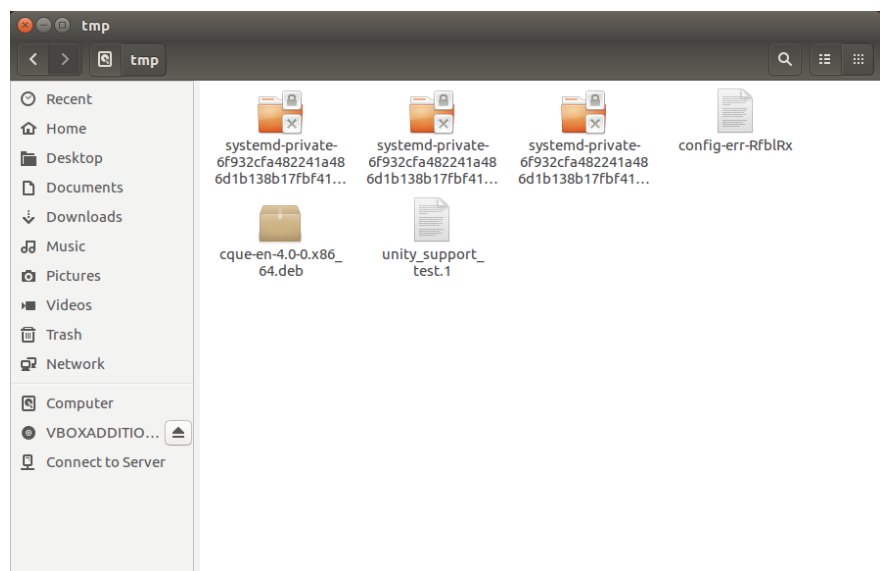 tmp
tmp
Recent
Home
Desktop
Documents
Downloads
Music
Pictures
Videos
Trash
Network
Computer
VBOXADDITIO...
Connect to Server
systemd-private-
6f932cfa482241a48
6d1b138b17fbf41...
systemd-private-
6f932cfa482241a48
6d1b138b17fbf41...
systemd-private-
6f932cfa482241a48
6d1b138b17fbf41...
config-err-RfblRx
cque-en-4.0-0.x86_
64.deb
unity_support_
test.1